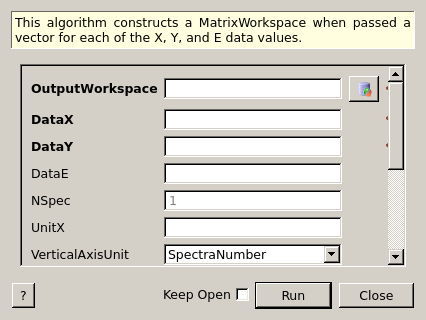 This algorithm constructs a MatrixWorkspace when passed a
vector for each of the X, Y, and E data values.
OutputWorkspace
DataX
DataY
DataE
NSpec 1
UnitX
VerticalAxisUnit SpectraNumber
? Keep Open Run Close